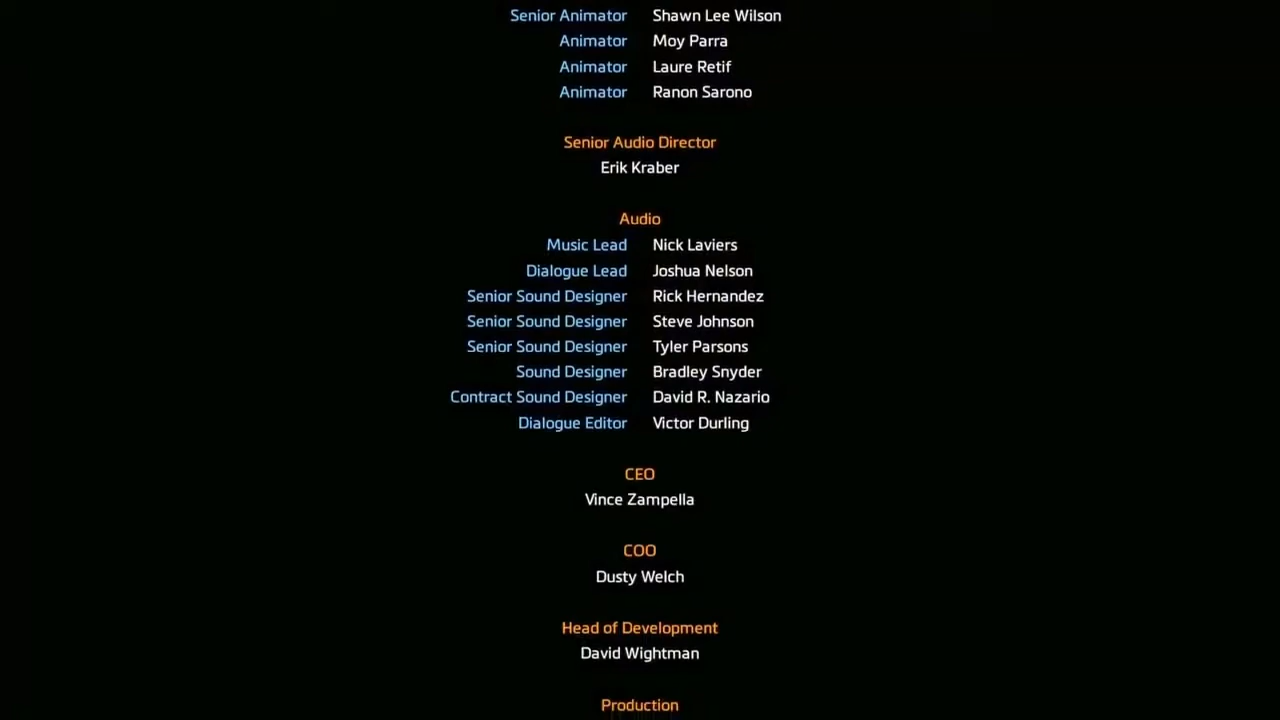 Senior Animator Shawn Lee Wilson
Animator Moy Parra
Animator Laure Retif
Animator Ranon Sarono
Senior Audio Director
Erik Kraber
Audio
Music Lead Nick Laviers
Dialogue Lead Joshua Nelson
Senior Sound Designer Rick Hernandez
Senior Sound Designer Steve Johnson
Senior Sound Designer Tyler Parsons
Sound Designer Bradley Snyder
Contract Sound Designer David R. Nazario
Dialogue Editor Victor Durling
CEO
Vince Zampella
COO
Dusty Welch
Head of Development
David Wightman
Production